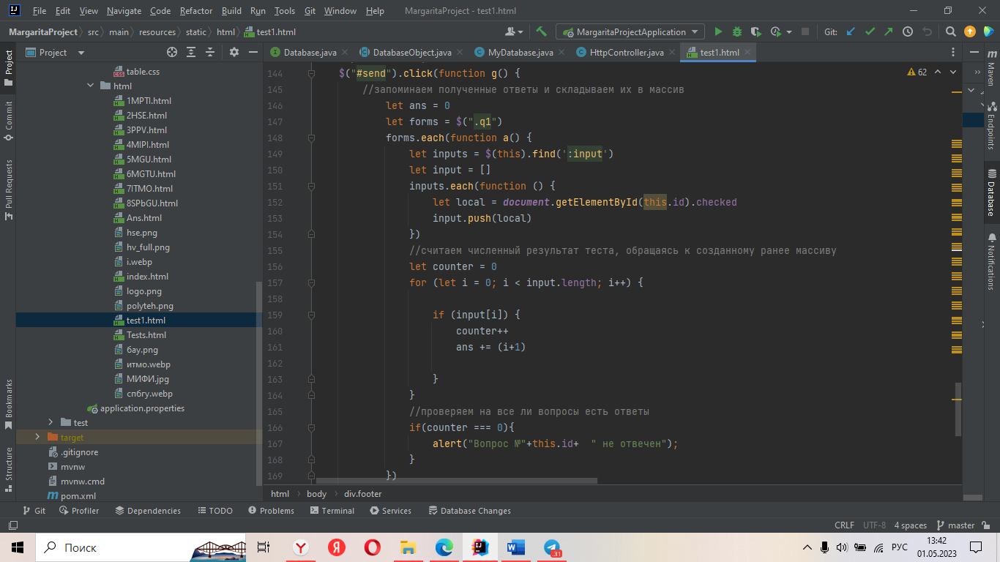 File Edit View Navigate Code Refactor Build Run Tools Git Window Help MargaritaProject - test1.html
MargaritaProject src main resources static html test1.html MargaritaProjectApplication Git:
Project
Database.java DatabaseObject.java MyDatabase.java HttpController.java test1.html
Project
Commit
Pull Requests
Bookmarks
Structure
table.css
html
1MPTI.html
2HSE.html
3PPV.html
4MIPI.html
5MGU.html
6MGTU.html
7ITMO.html
8SPbGU.html
Ans.html
hse.png
hv_full.png
i.webp
index.html
logo.png
polyteh.png
test1.html
Tests.html
бау.png
итмо.webp
МИФИ.jpg
спбгу.webp
application.properties
test
target
.gitignore
mvnw
mvnw.cmd
pom.xml
62
144 $("#send").click(function g() {
145 //запоминаем полученные ответы и складываем их в массив
146 let ans = 0
147 let forms = $(".q1")
148 forms.each(function a() {
149 let inputs = $(this).find(':input')
150 let input = []
151 inputs.each(function () {
152 let local = document.getElementById(this.id).checked
153 input.push(local)
154 })
155 //считаем численный результат теста, обращаясь к созданному ранее массиву
156 let counter = 0
157 for (let i = 0; i < input.length; i++) {
158
159 if (input[i]) {
160 counter++
161 ans += (i+1)
162
163 }
164 }
165 //проверяем на все ли вопросы есть ответы
166 if(counter === 0){
167 alert("Вопрос №"+this.id+ " не отвечен");
168 }
169 })
Maven
Endpoints
Database
Notifications
html body div.footer
Git Profiler Dependencies TODO Problems Terminal Services Database Changes
CRLF UTF-8 4 spaces master
Поиск
.31
РУС
13:42
01.05.2023